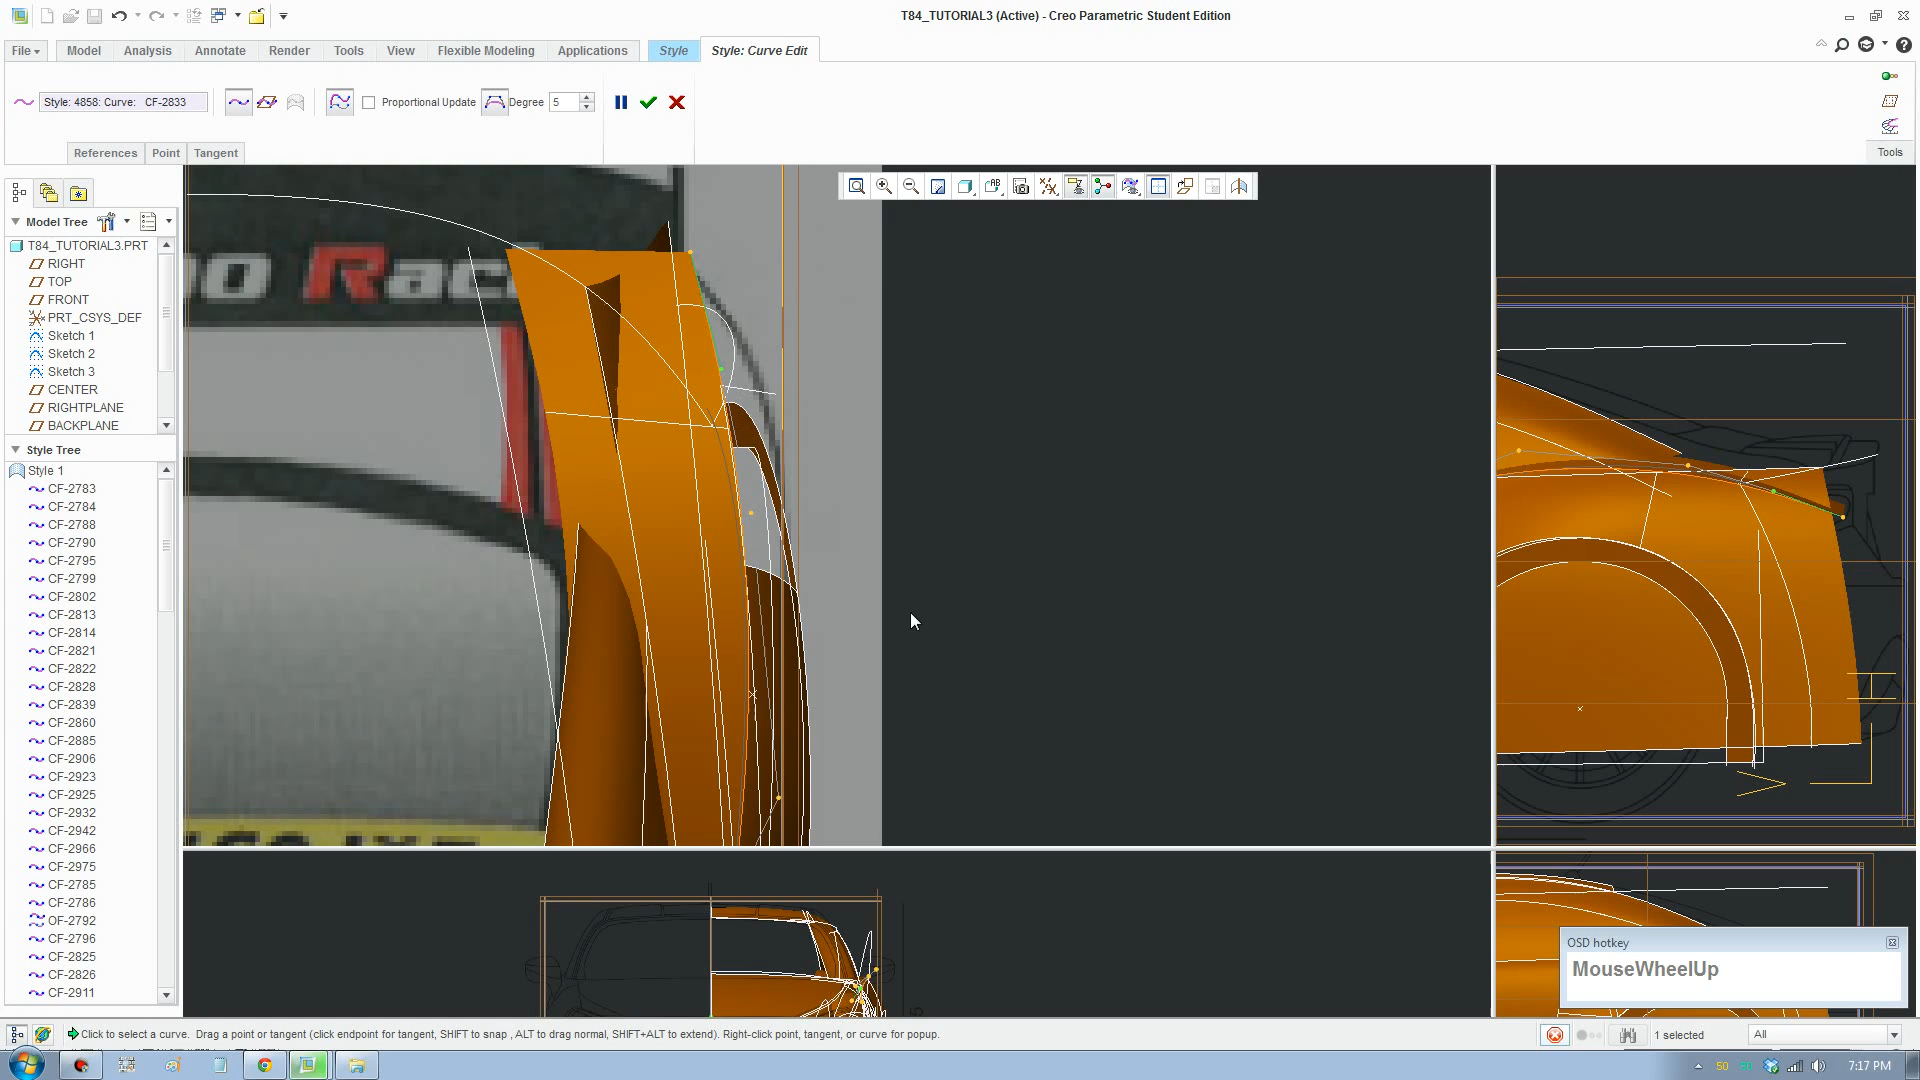 T84_TUTORIAL3 (Active) - Creo Parametric Student Edition
File
Model
Analysis
Annotate
Render
Tools
View
Flexible Modeling
Applications
Style
Style: Curve Edit
Style: 4858: Curve: CF-2833
Proportional Update
Degree
5
References
Point
Tangent
Tools
Model Tree
T84_TUTORIAL3.PRT
RIGHT
TOP
FRONT
PRT_CSYS_DEF
Sketch 1
Sketch 2
Sketch 3
CENTER
RIGHTPLANE
BACKPLANE
Style Tree
Style 1
CF-2783
CF-2784
CF-2788
CF-2790
CF-2795
CF-2799
CF-2802
CF-2813
CF-2814
CF-2821
CF-2822
CF-2828
CF-2839
CF-2860
CF-2885
CF-2906
CF-2923
CF-2925
CF-2932
CF-2942
CF-2966
CF-2975
CF-2785
CF-2786
OF-2792
CF-2796
CF-2825
CF-2826
CF-2911
o Rac
OSD hotkey
MouseWheelUp
Click to select a curve. Drag a point or tangent (click endpoint for tangent, SHIFT to snap , ALT to drag normal, SHIFT+ALT to extend). Right-click point, tangent, or curve for popup.
1 selected
All
50
7:17 PM